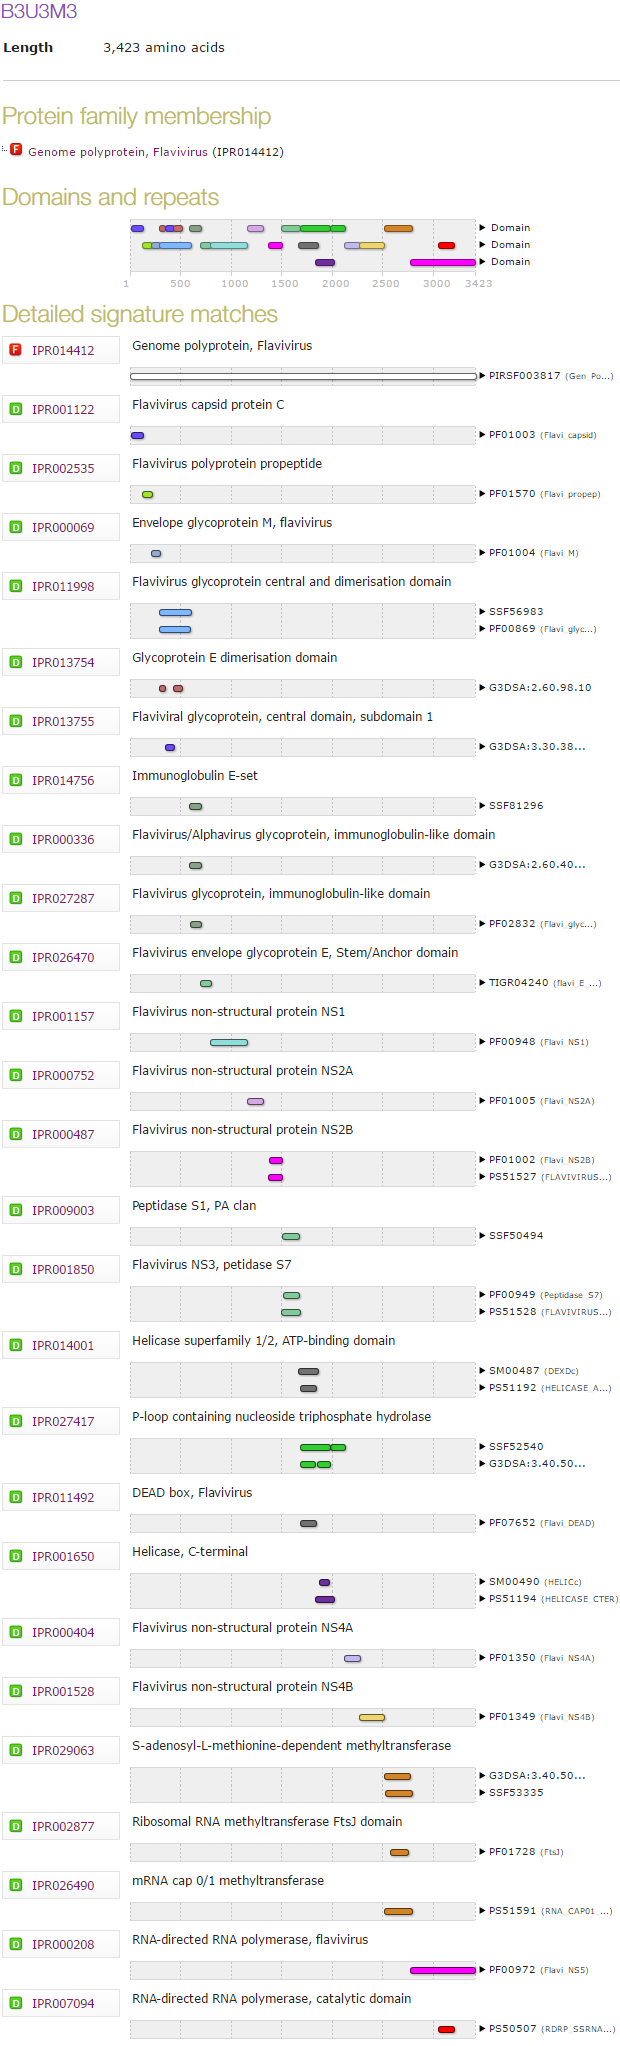 B3U3M3
Length 3,423 amino acids
Protein family membership
F Genome polyprotein, Flavivirus (IPR014412)
Domains and repeats
Domain
Domain
Domain
1 500 1000 1500 2000 2500 3000 3423
Detailed signature matches
F IPR014412 Genome polyprotein, Flavivirus
PIRSF003817 (Gen_Po...)
D IPR001122 Flavivirus capsid protein C
PF01003 (Flavi_capsid)
D IPR002535 Flavivirus polyprotein propeptide
PF01570 (Flavi_propep)
D IPR000069 Envelope glycoprotein M, flavivirus
PF01004 (Flavi_M)
D IPR011998 Flavivirus glycoprotein central and dimerisation domain
SSF56983
PF00869 (Flavi_glyc...)
D IPR013754 Glycoprotein E dimerisation domain
G3DSA:2.60.98.10
D IPR013755 Flaviviral glycoprotein, central domain, subdomain 1
G3DSA:3.30.38...
D IPR014756 Immunoglobulin E-set
SSF81296
D IPR000336 Flavivirus/Alphavirus glycoprotein, immunoglobulin-like domain
G3DSA:2.60.40...
D IPR027287 Flavivirus glycoprotein, immunoglobulin-like domain
PF02832 (Flavi_glyc...)
D IPR026470 Flavivirus envelope glycoprotein E, Stem/Anchor domain
TIGR04240 (flavi_E_...)
D IPR001157 Flavivirus non-structural protein NS1
PF00948 (Flavi_NS1)
D IPR000752 Flavivirus non-structural protein NS2A
PF01005 (Flavi_NS2A)
D IPR000487 Flavivirus non-structural protein NS2B
PF01002 (Flavi_NS2B)
PS51527 (FLAVIVIRUS...)
D IPR009003 Peptidase S1, PA clan
SSF50494
D IPR001850 Flavivirus NS3, petidase S7
PF00949 (Peptidase_S7)
PS51528 (FLAVIVIRUS...)
D IPR014001 Helicase superfamily 1/2, ATP-binding domain
SM00487 (DEXDc)
PS51192 (HELICASE_A...)
D IPR027417 P-loop containing nucleoside triphosphate hydrolase
SSF52540
G3DSA:3.40.50...
D IPR011492 DEAD box, Flavivirus
PF07652 (Flavi_DEAD)
D IPR001650 Helicase, C-terminal
SM00490 (HELICc)
PS51194 (HELICASE_CTER)
D IPR000404 Flavivirus non-structural protein NS4A
PF01350 (Flavi_NS4A)
D IPR001528 Flavivirus non-structural protein NS4B
PF01349 (Flavi_NS4B)
D IPR029063 S-adenosyl-L-methionine-dependent methyltransferase
G3DSA:3.40.50...
SSF53335
D IPR002877 Ribosomal RNA methyltransferase FtsJ domain
PF01728 (FtsJ)
D IPR026490 mRNA cap 0/1 methyltransferase
PS51591 (RNA_CAP01_...)
D IPR000208 RNA-directed RNA polymerase, flavivirus
PF00972 (Flavi_NS5)
D IPR007094 RNA-directed RNA polymerase, catalytic domain
PS50507 (RDRP_SSRNA...)